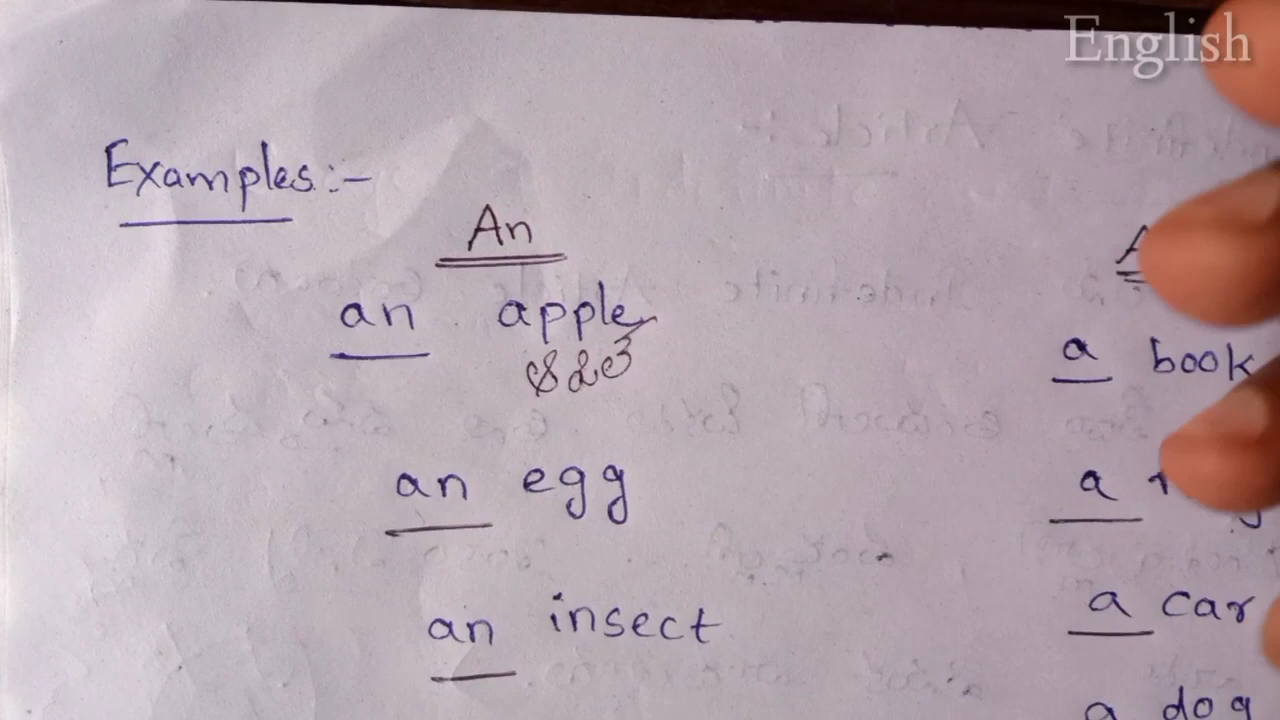 English
Examples:-
An
an apple
an egg
an insect
a book
a
a car
a dog